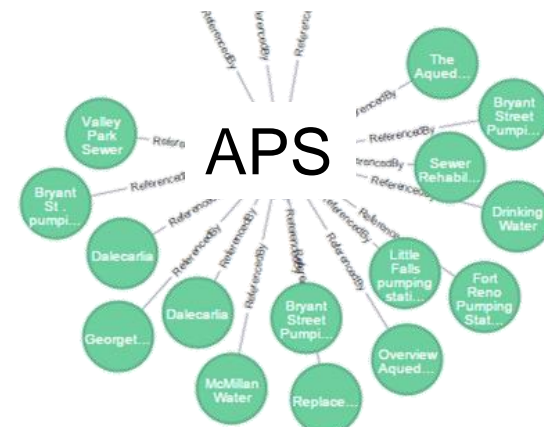 ReferencedBy
ReferencedBy
ReferencedBy
The
Aqued...
Bryant
Street
Pumpi...
Valley
Park
Sewer
APS
Sewer
Rehabil...
Bryant
St .
pumpi...
ReferencedBy
Drinking
Water
Dalecarlia
ReferencedBy
ReferencedBy
ReferencedBy
Little
Falls
pumping
stati...
Fort
Reno
Pumping
Stat...
Georget...
Dalecarlia
Bryant
Street
Pumpi...
Overview
Aqued...
McMillan
Water
Replace...